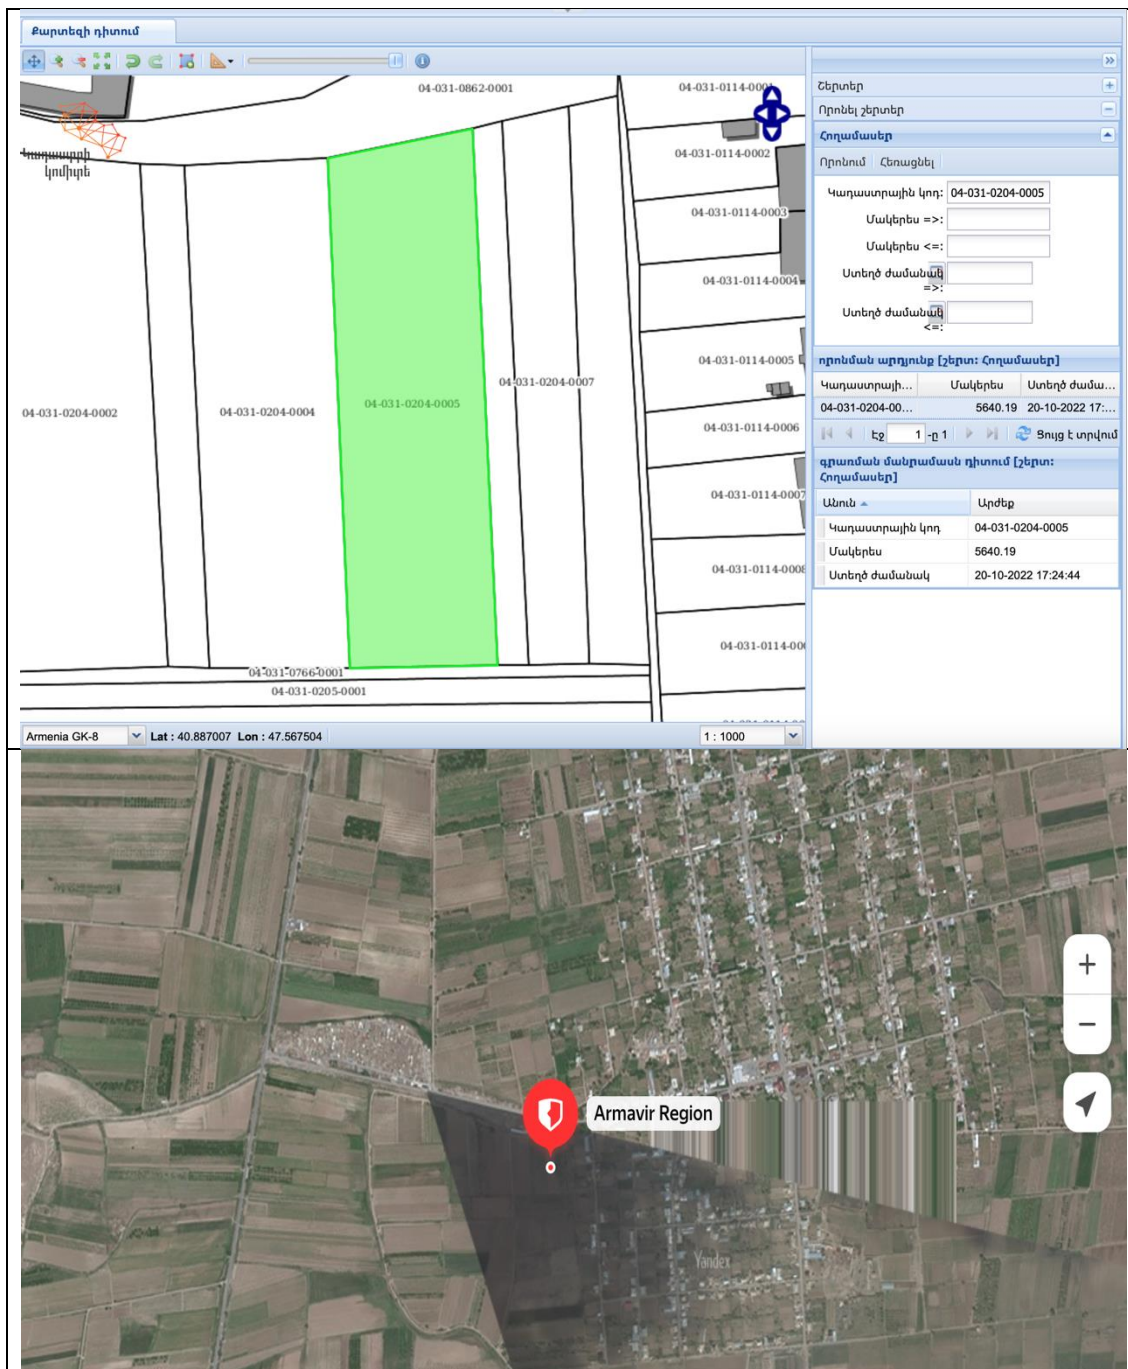 Քարտեզի դիտում
04-031-0862-0001
04-031-0114-0001
կադաստրի
կոմիտե
04-031-0114-0002
04-031-0114-0003
04-031-0114-0004
04-031-0114-0005
04-031-0204-0007
04-031-0204-0005
04-031-0204-0002
04-031-0204-0004
04-031-0114-0006
04-031-0114-0007
04-031-0114-0008
04-031-0114-00
04-031-0766-0001
04-031-0205-0001
Armenia GK-8
Lat : 40.887007 Lon : 47.567504
1 : 1000
Շերտեր
Որոնել շերտեր
Հողամասեր
Որոնում Հեռացնել
Կադաստրային կոդ: 04-031-0204-0005
Մակերես =>:
Մակերես <=:
Ստեղծ ժամանակ
=>:
Ստեղծ ժամանակ
<=:
որոնման արդյունք [շերտ: Հողամասեր]
Կադաստրայի... Մակերես Ստեղծ ժամա...
04-031-0204-00... 5640.19 20-10-2022 17:...
Էջ 1 -ը 1 Ցույց է տրվում
գրառման մանրամասն դիտում [շերտ:
Հողամասեր]
Անուն Արժեք
Կադաստրային կոդ 04-031-0204-0005
Մակերես 5640.19
Ստեղծ ժամանակ 20-10-2022 17:24:44
Armavir Region
Yandex